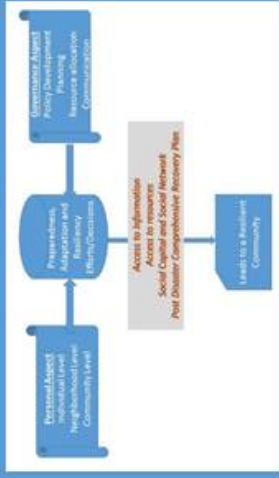 Personal Aspect
Individual Level
Neighborhood Level
Community Level
Preparedness,
Adaptation and
Resiliency
Efforts/Decisions
Governance Aspect
Policy Development
Planning
Resource allocation
Communication
Access to Information
Access to resources
Social Capital and Social Network
Post Disaster Comprehensive Recovery Plan
Leads to a Resilient
Community